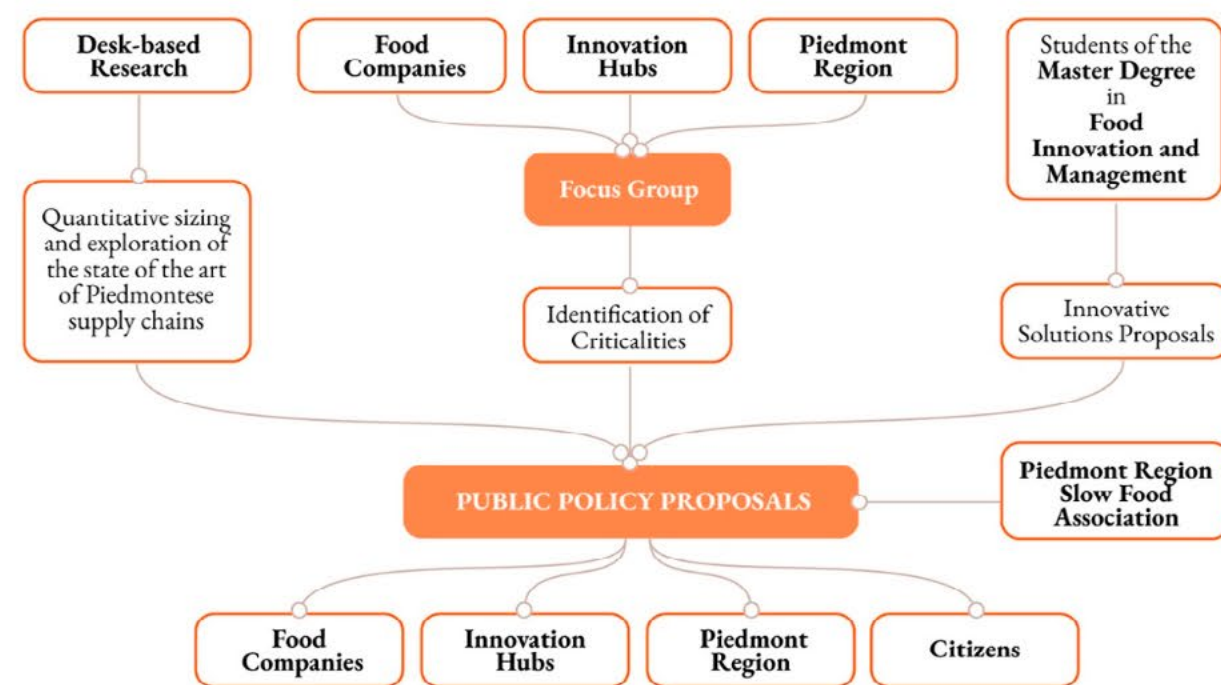 Desk-based
Research
Food
Companies
Innovation
Hubs
Piedmont
Region
Students of the
Master Degree
in
Food
Innovation and
Management
Focus Group
Quantitative sizing
and exploration of
the state of the art
of Piedmontese
supply chains
Identification of
Criticalities
Innovative
Solutions Proposals
PUBLIC POLICY PROPOSALS
Piedmont Region
Slow Food
Association
Food
Companies
Innovation
Hubs
Piedmont
Region
Citizens